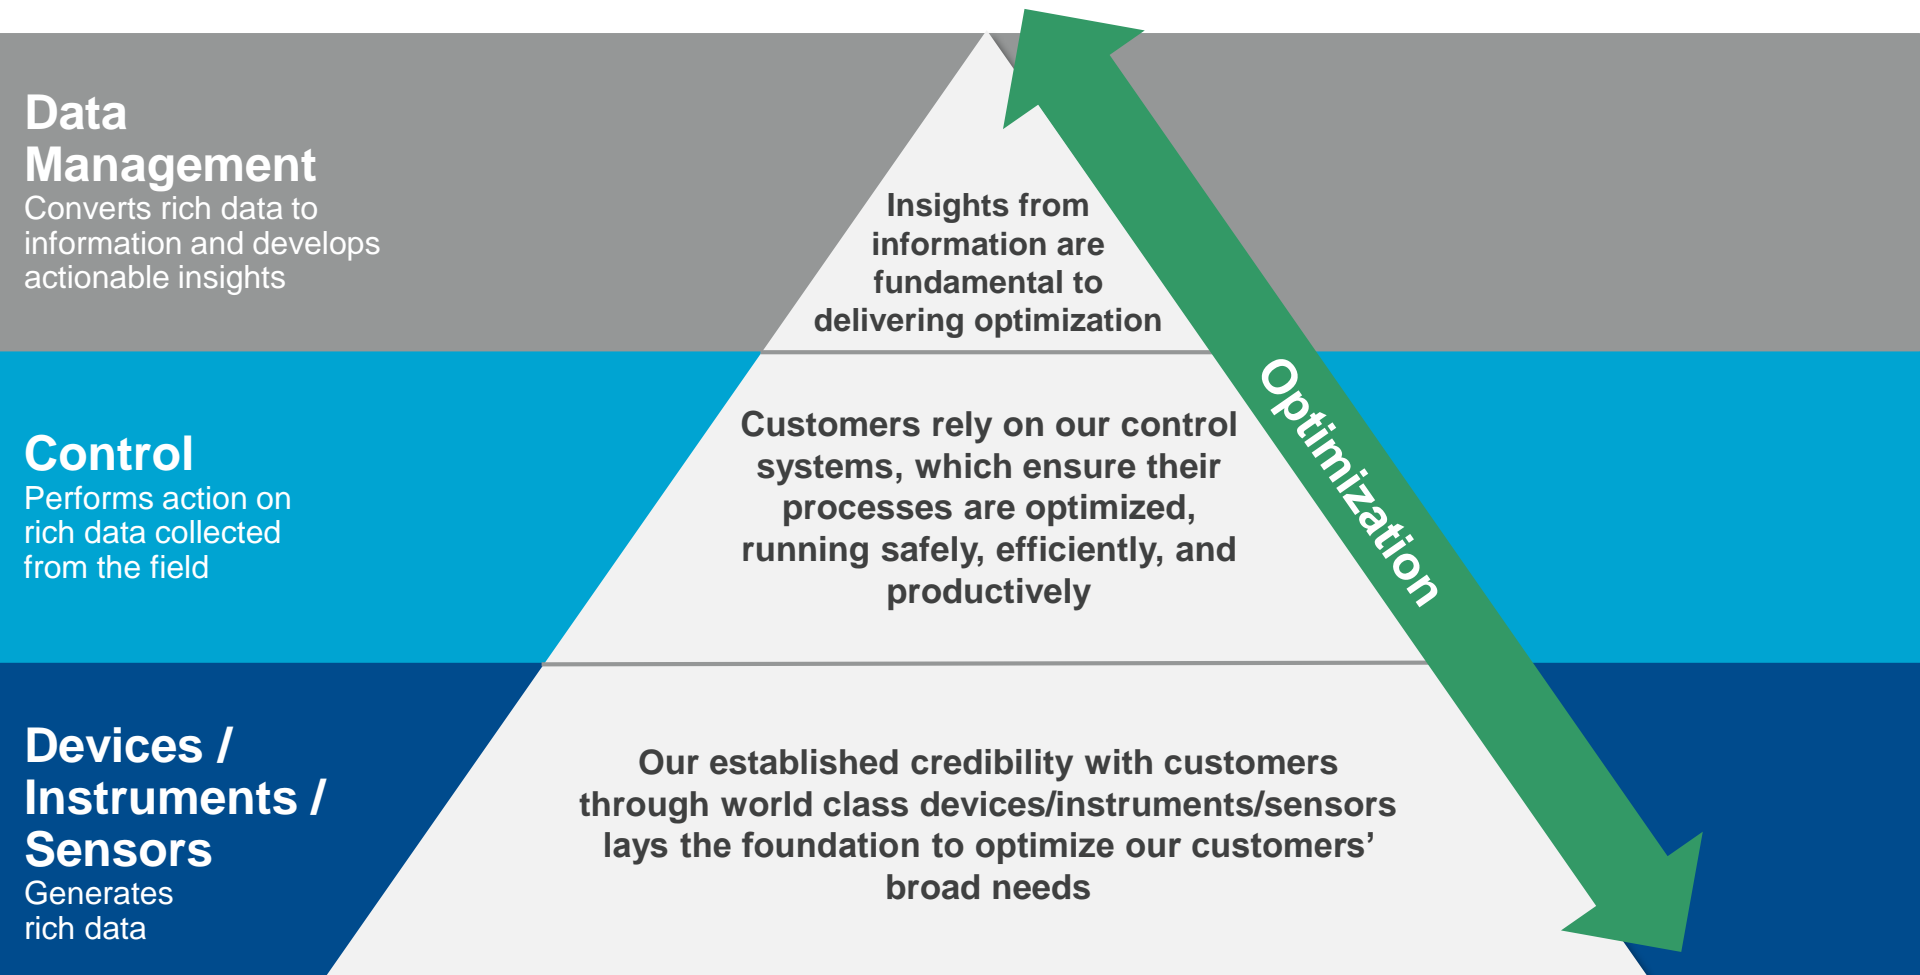 Data
Management
Converts rich data to
information and develops
actionable insights
Insights from
information are
fundamental to
delivering optimization
Control
Performs action on
rich data collected
from the field
Customers rely on our control
systems, which ensure their
processes are optimized,
running safely, efficiently, and
productively
Optimization
Devices /
Instruments /
Sensors
Generates
rich data
Our established credibility with customers
through world class devices/instruments/sensors
lays the foundation to optimize our customers’
broad needs